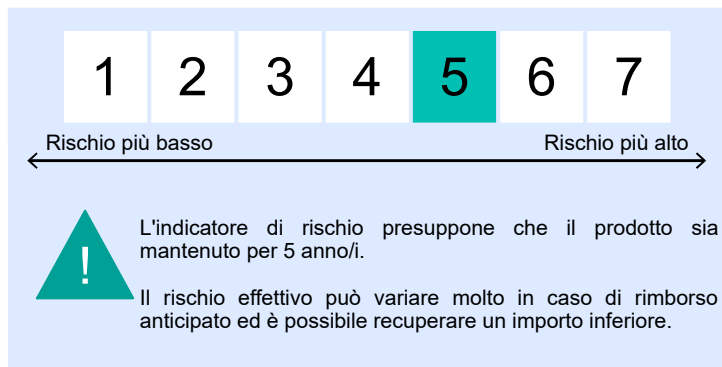 1 2 3 4 5 6 7
Rischio più basso Rischio più alto
!
L'indicatore di rischio presuppone che il prodotto sia
mantenuto per 5 anno/i.
Il rischio effettivo può variare molto in caso di rimborso
anticipato ed è possibile recuperare un importo inferiore.